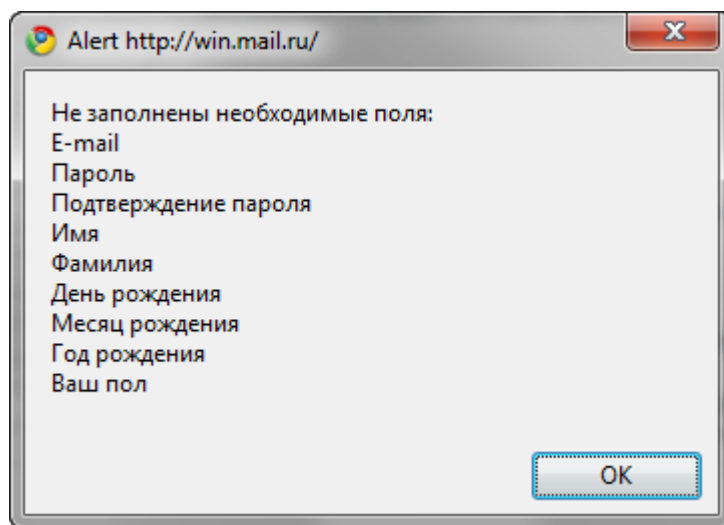 Alert http://win.mail.ru/
Не заполнены необходимые поля:
E-mail
Пароль
Подтверждение пароля
Имя
Фамилия
День рождения
Месяц рождения
Год рождения
Ваш пол
OK